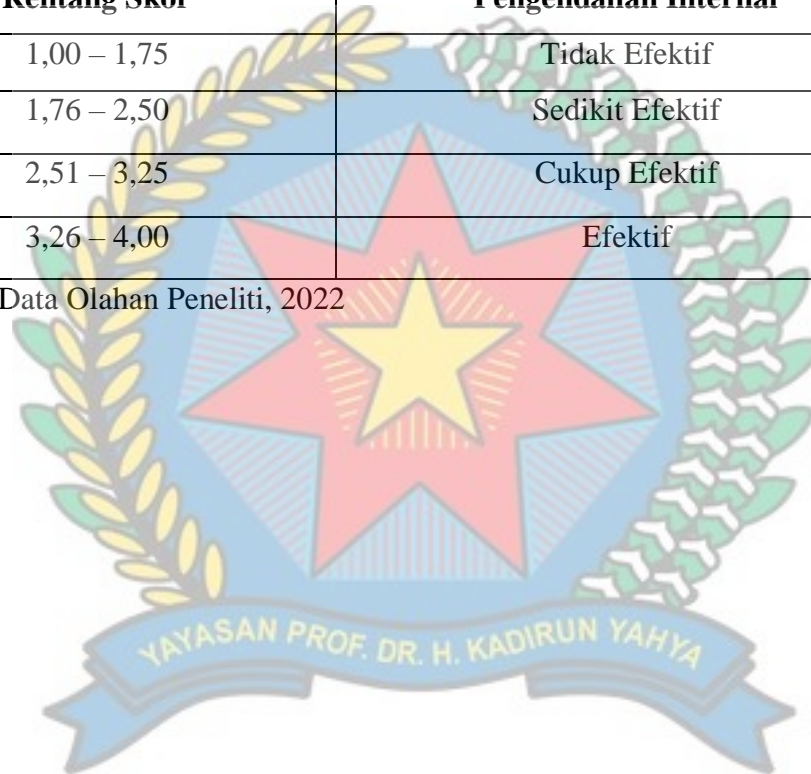 Rentang Skor Pengendalian Internal
1,00 – 1,75 Tidak Efektif
1,76 – 2,50 Sedikit Efektif
2,51 – 3,25 Cukup Efektif
3,26 – 4,00 Efektif
Data Olahan Peneliti, 2022
YAYASAN PROF. DR. H. KADIRUN YAHYA